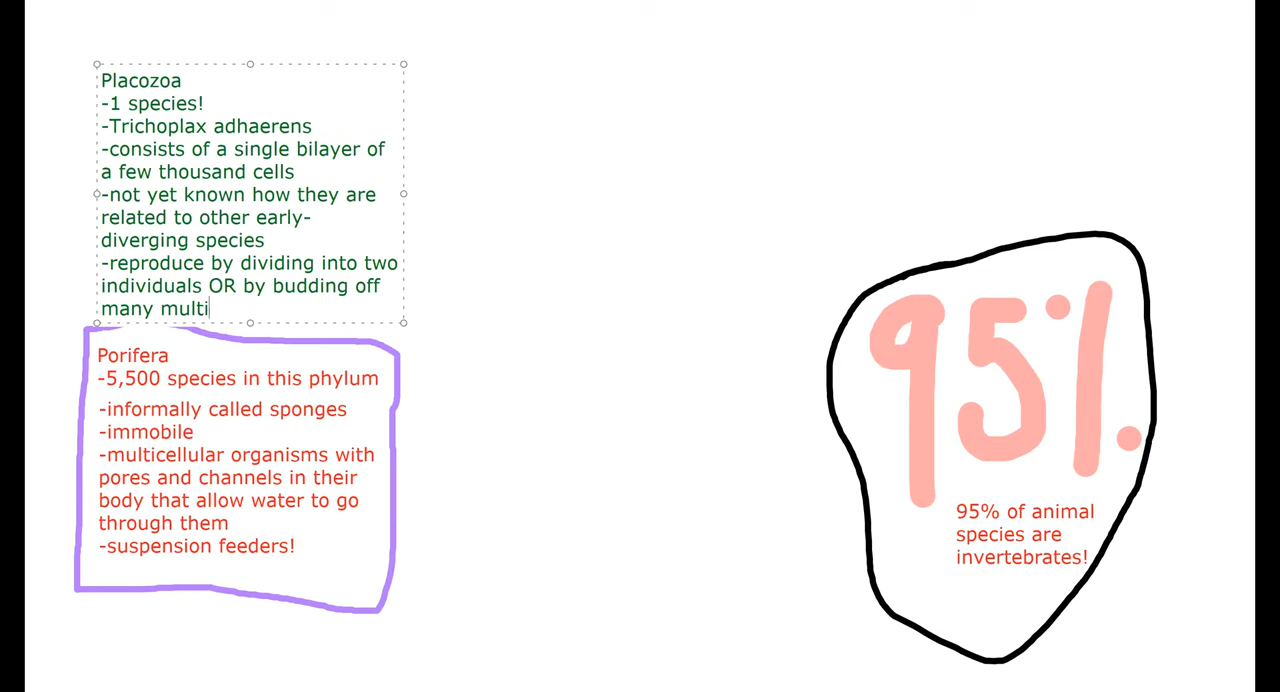 Placozoa
-1 species!
-Trichoplax adhaerens
-consists of a single bilayer of
a few thousand cells
-not yet known how they are
related to other early-
diverging species
-reproduce by dividing into two
individuals OR by budding off
many multi
Porifera
-5,500 species in this phylum
-informally called sponges
-immobile
-multicellular organisms with
pores and channels in their
body that allow water to go
through them
-suspension feeders!
95%
95% of animal
species are
invertebrates!